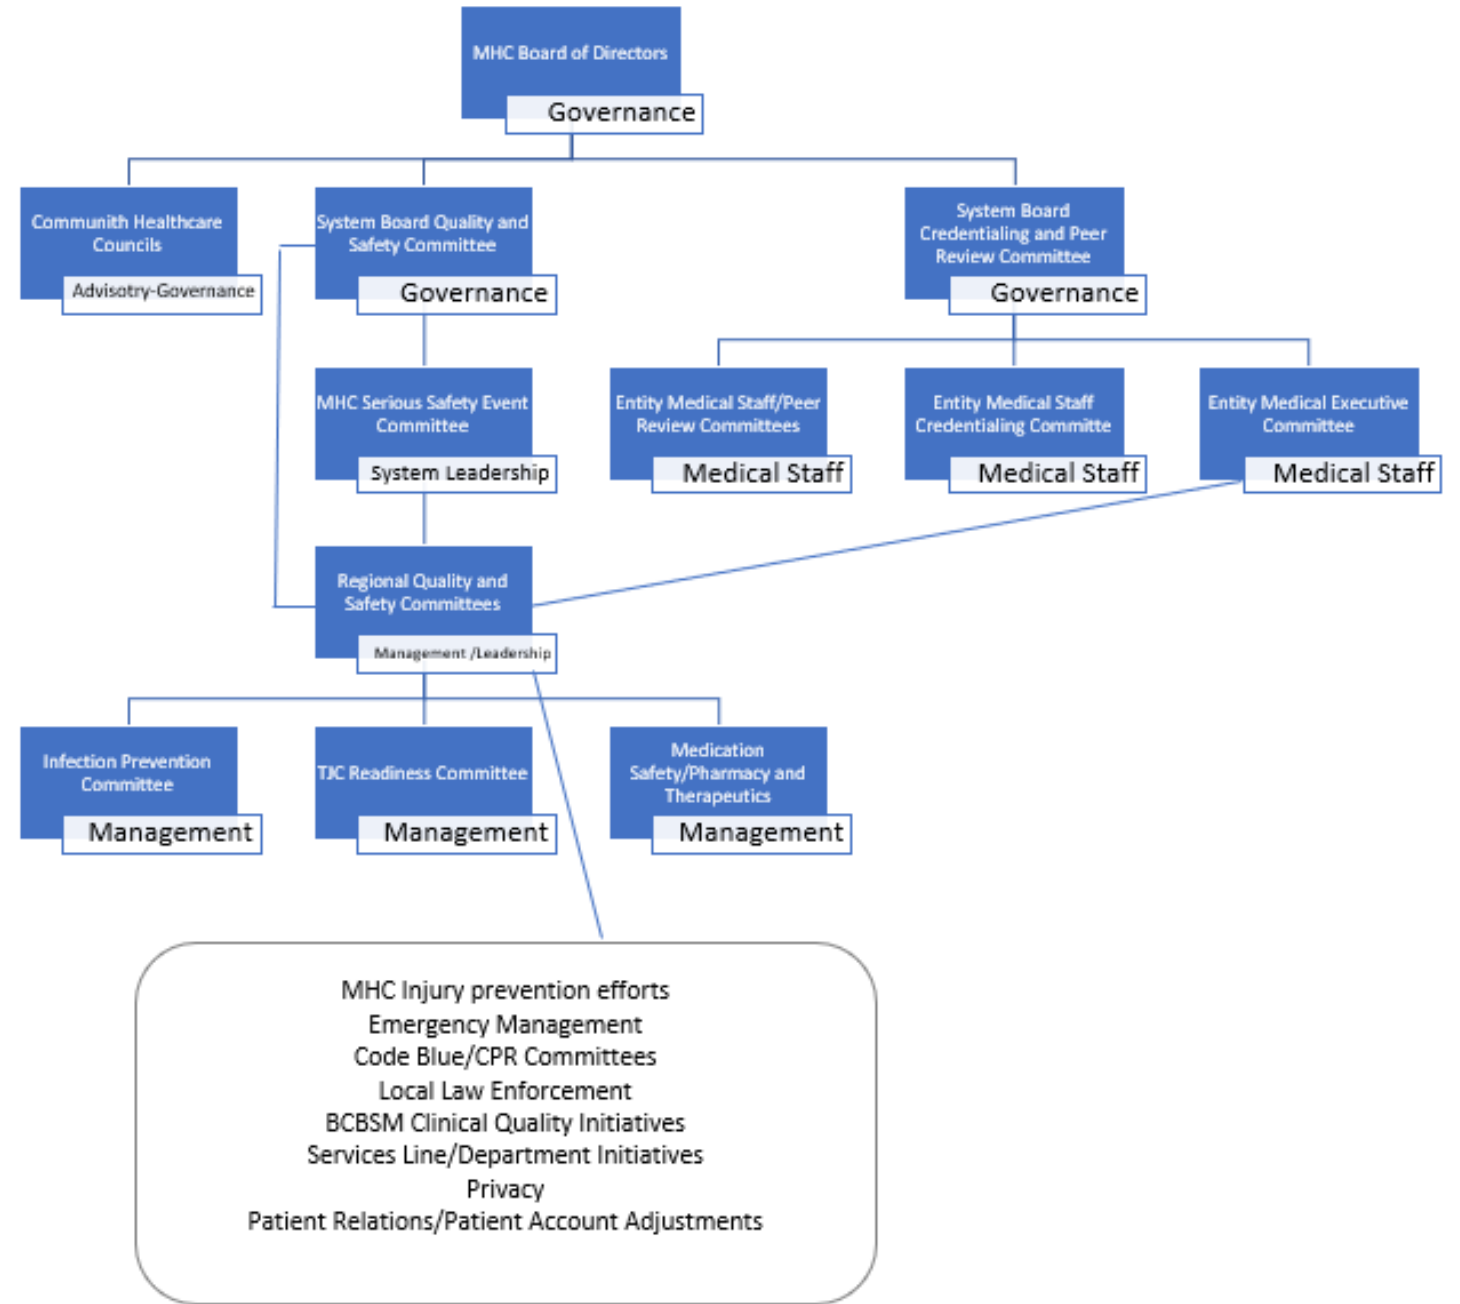 MHC Board of Directors
Governance
Communith Healthcare
Councils
Advisotry-Governance
System Board Quality and
Safety Committee
Governance
System Board
Credentialing and Peer
Review Committee
Governance
MHC Serious Safety Event
Committee
System Leadership
Entity Medical Staff/Peer
Review Committees
Medical Staff
Entity Medical Staff
Credentialing Committe
Medical Staff
Entity Medical Executive
Committee
Medical Staff
Regional Quality and
Safety Committees
Management /Leadership
Infection Prevention
Committee
Management
TJC Readiness Committee
Management
Medication
Safety/Pharmacy and
Therapeutics
Management
MHC Injury prevention efforts
Emergency Management
Code Blue/CPR Committees
Local Law Enforcement
BCBSM Clinical Quality Initiatives
Services Line/Department Initiatives
Privacy
Patient Relations/Patient Account Adjustments